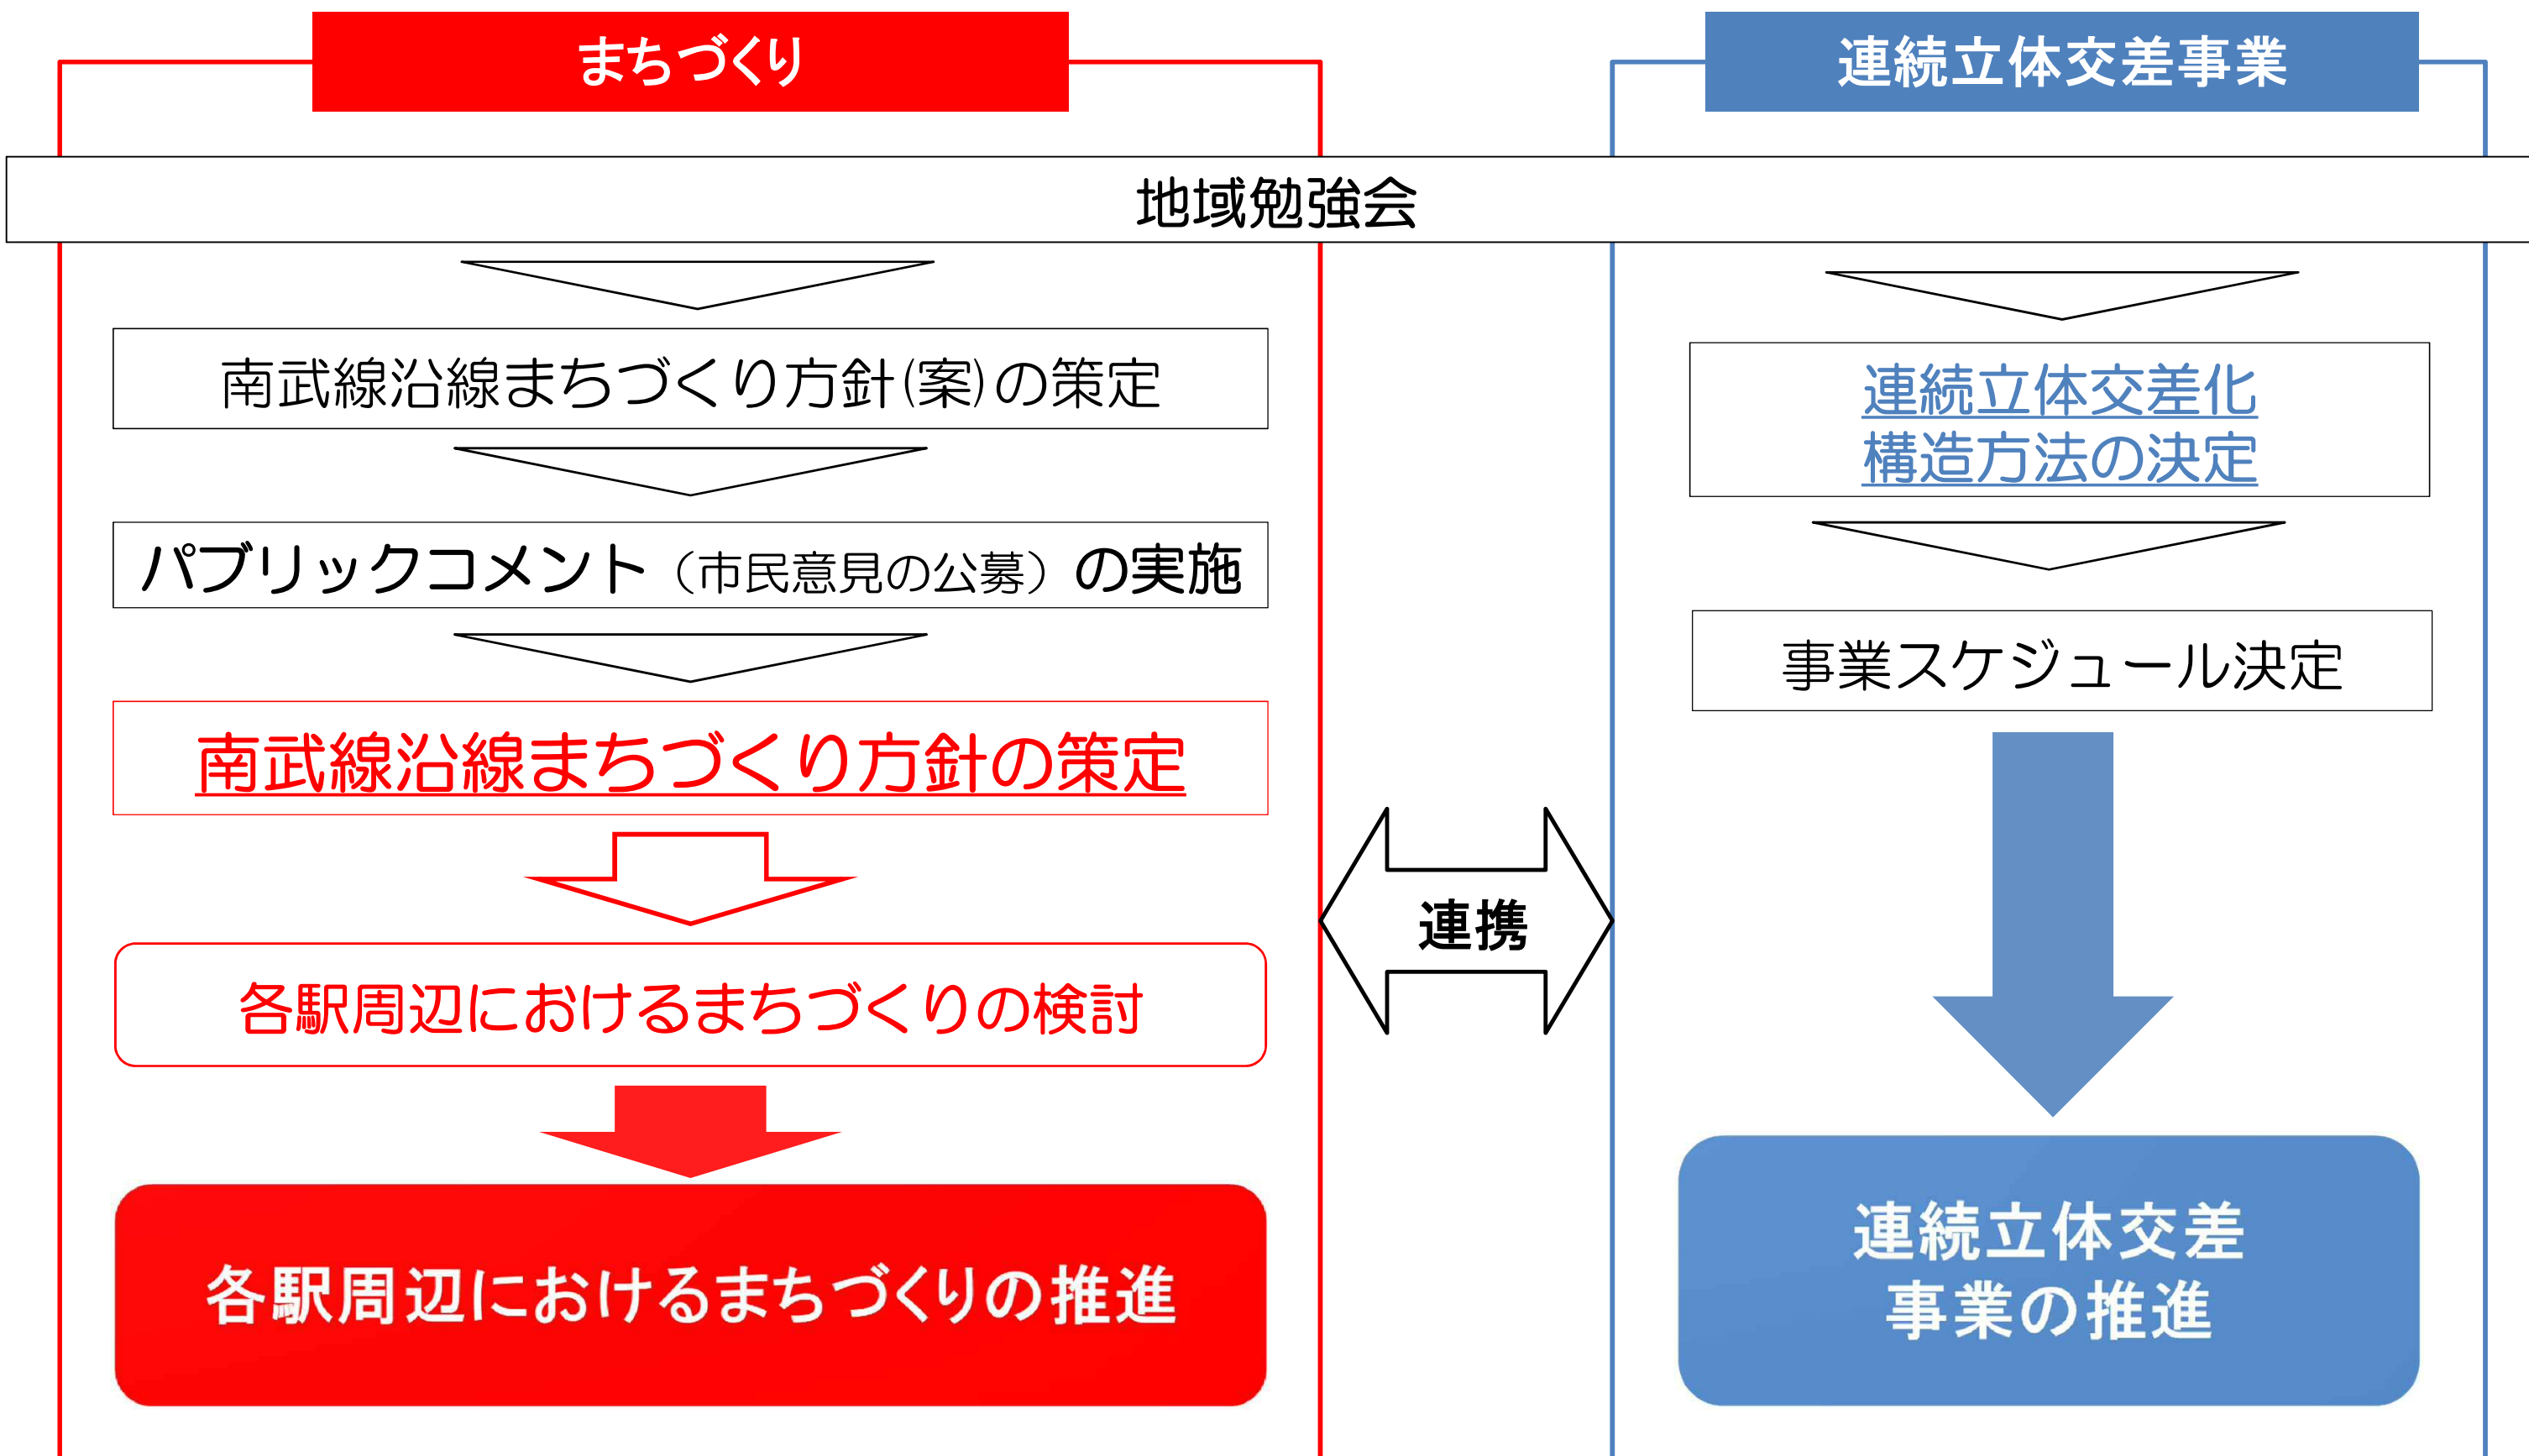 まちづくり
連続立体交差事業
地域勉強会
南武線沿線まちづくり方針(案)の策定
パブリックコメント（市民意見の公募）の実施
南武線沿線まちづくり方針の策定
各駅周辺におけるまちづくりの検討
各駅周辺におけるまちづくりの推進
連携
連続立体交差化
構造方法の決定
事業スケジュール決定
連続立体交差
事業の推進